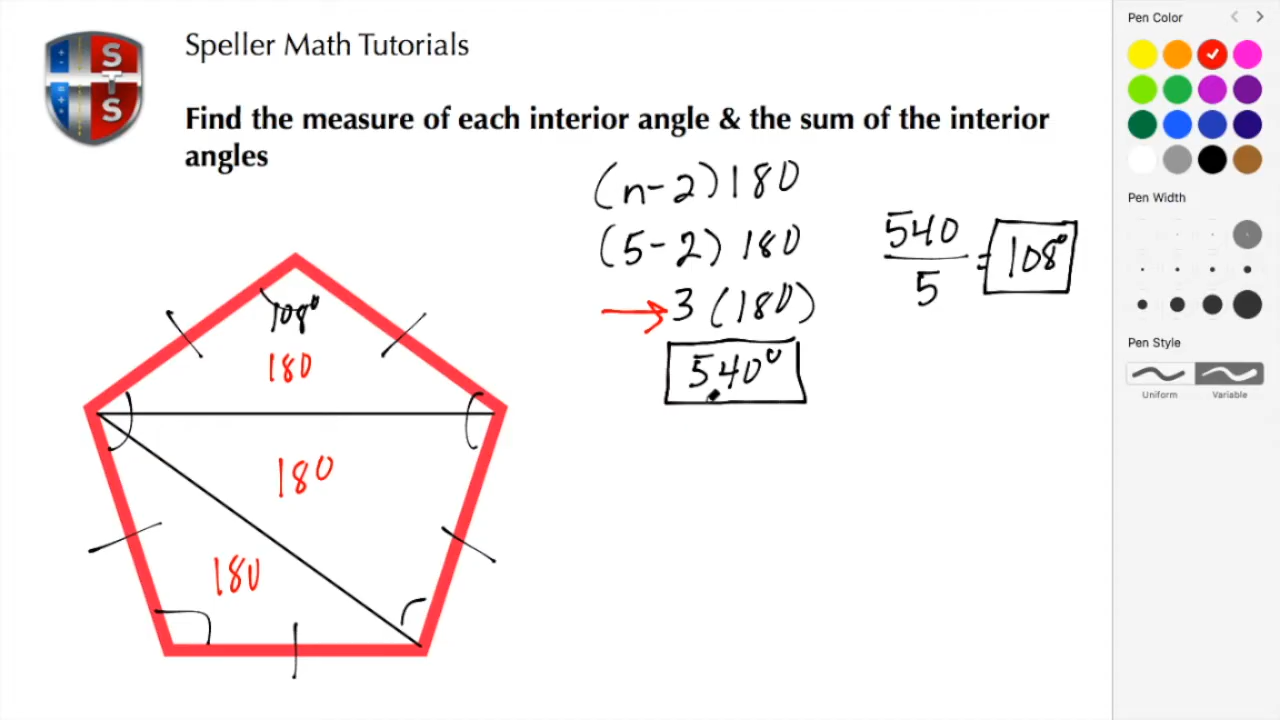 S
T
S
Speller Math Tutorials
Find the measure of each interior angle & the sum of the interior
angles
(n-2)180
(5-2) 180
3 (180)
540°
540
5
= 108°
108°
180
180
180
Pen Color
Pen Width
Pen Style
Uniform
Variable